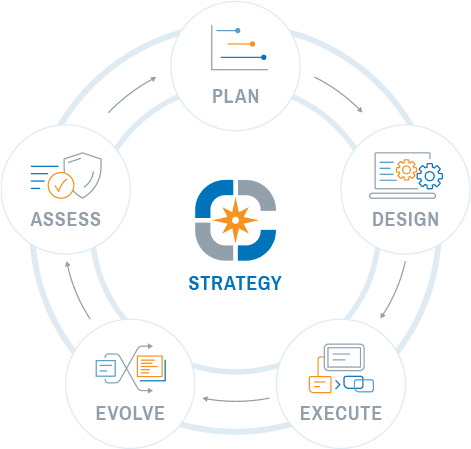 PLAN
ASSESS
DESIGN
STRATEGY
EVOLVE
EXECUTE